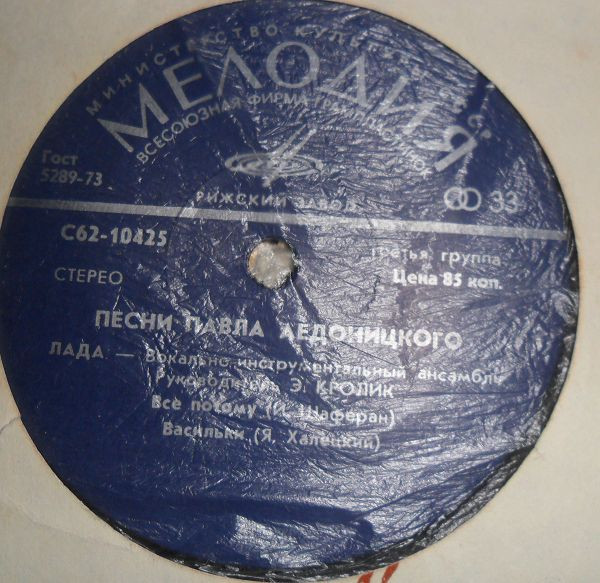 МИНИСТЕРСТВО КУЛЬТУРЫ СССР
МЕЛОДИЯ
ВСЕСОЮЗНАЯ ФИРМА ГРАМПЛАСТИНОК
Гост
5289-73
РИЖСКИЙ ЗАВОД
33
С62-10425
третья группа
СТЕРЕО
Цена 85 коп.
ПЕСНИ ПАВЛА АЕДОНИЦКОГО
ЛАДА — Вокально-инструментальный ансамбль
Руководитель Э. КРОЛИК
Все потому (И. Шаферан)
Васильки (Я. Халецкий)